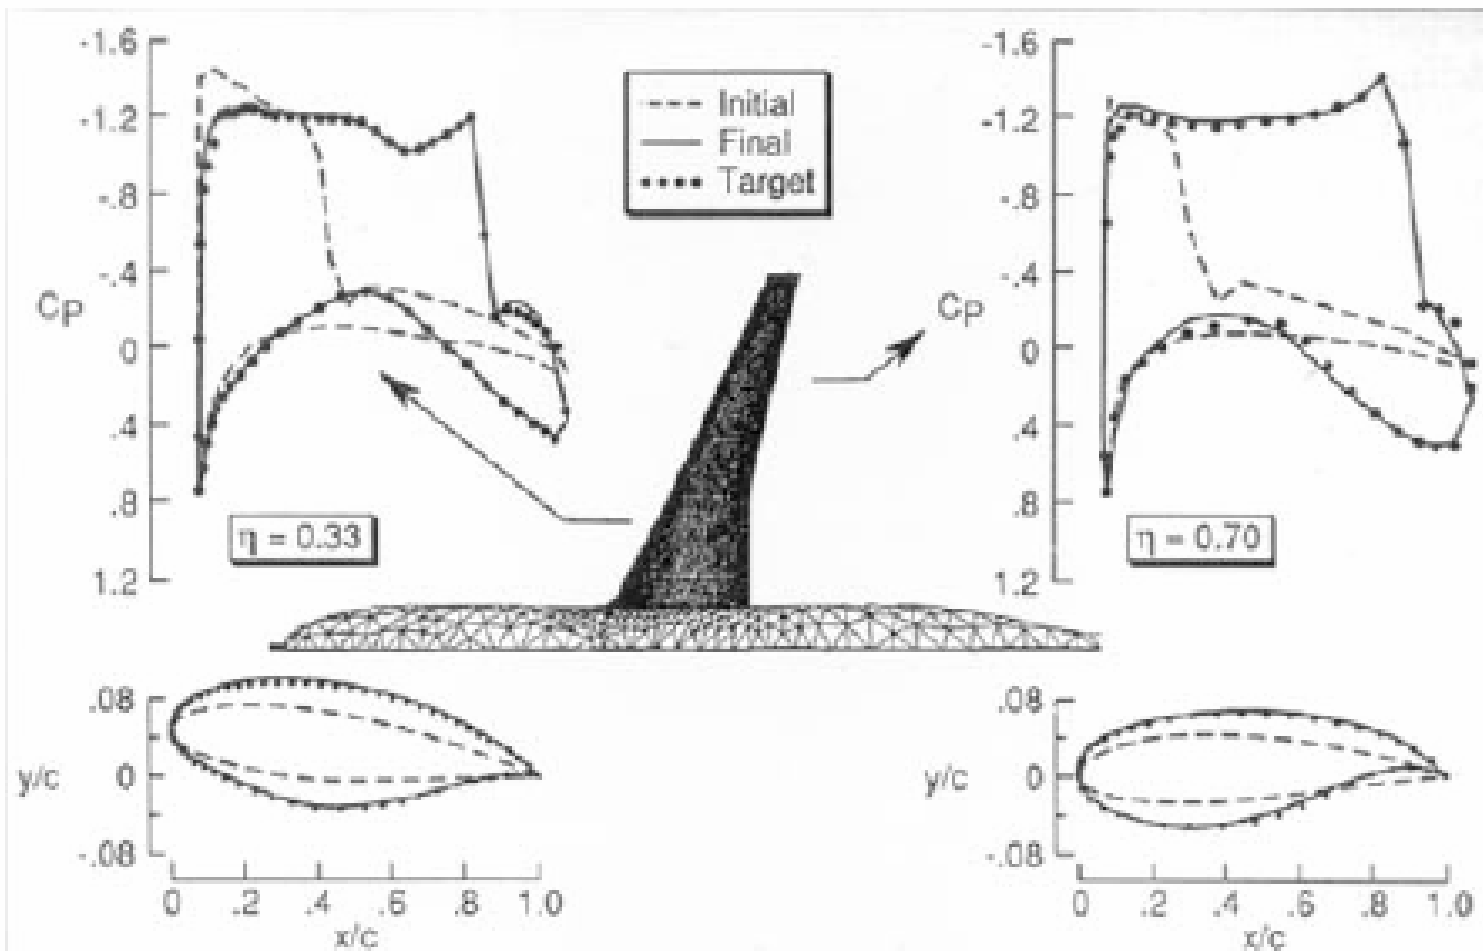 -1.6
-1.2
-.8
-.4
0
.4
.8
1.2
Cp
η = 0.33
Initial
Final
Target
-1.6
-1.2
-.8
-.4
0
.4
.8
1.2
Cp
η = 0.70
.08
0
-.08
y/c
0 .2 .4 .6 .8 1.0
x/c
.08
0
-.08
y/c
0 .2 .4 .6 .8 1.0
x/c